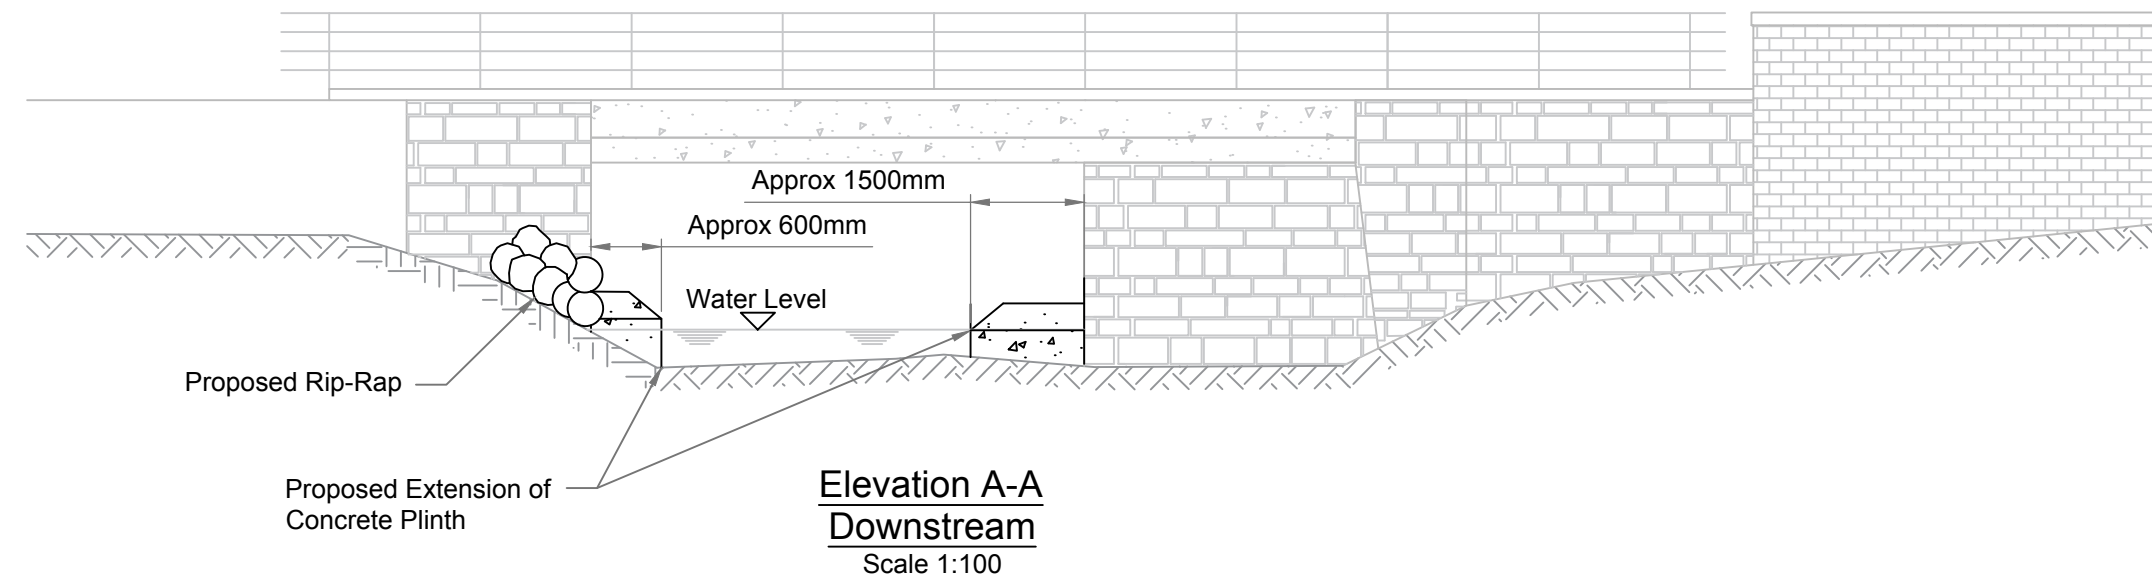 Approx 1500mm
Approx 600mm
Water Level
Proposed Rip-Rap
Proposed Extension of
Concrete Plinth
Elevation A-A
Downstream
Scale 1:100